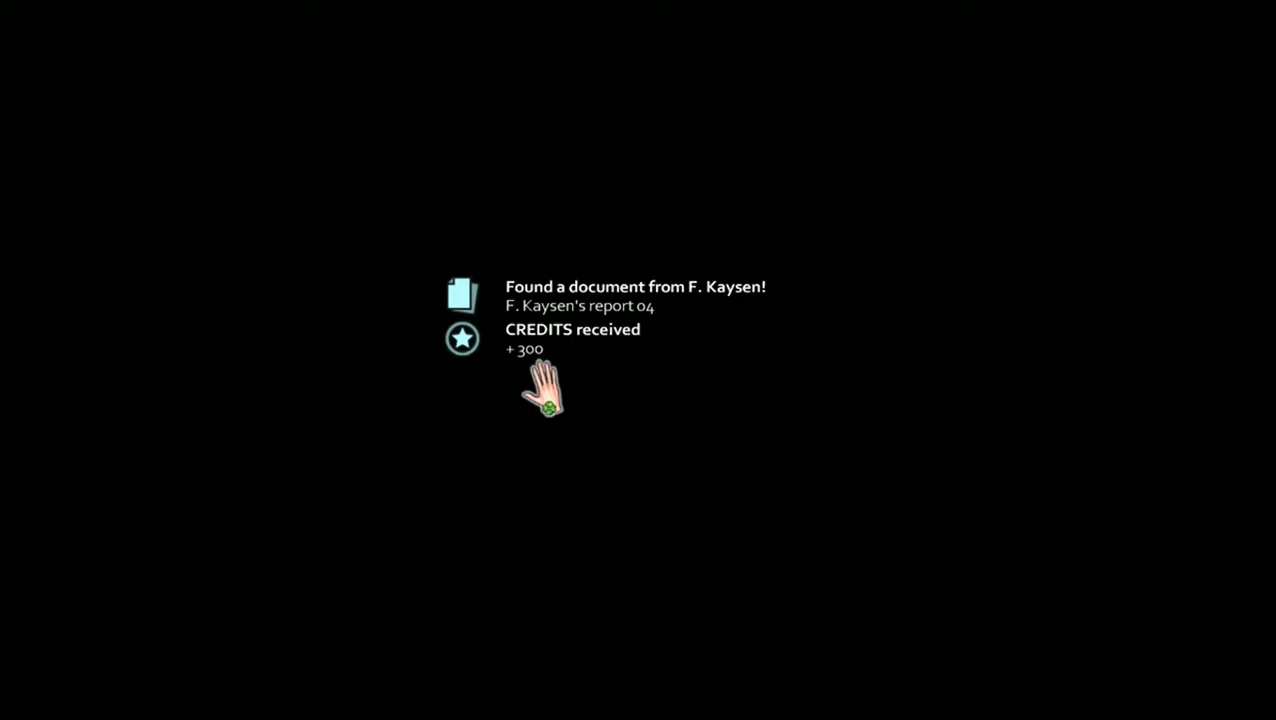 Found a document from F. Kaysen!
F. Kaysen's report 04
CREDITS received
+ 300